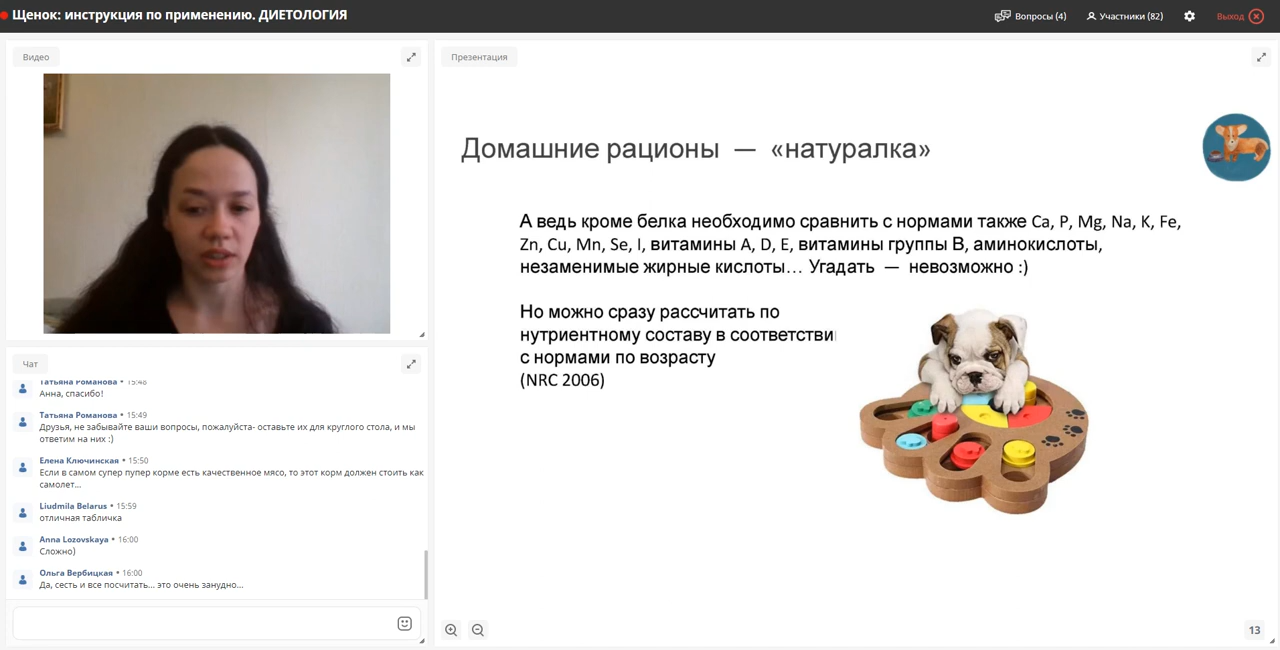 Щенок: инструкция по применению. ДИЕТОЛОГИЯ
Вопросы (4)
Участники (82)
Выход
Видео
Чат
Татьяна Романова • 15:48
Анна, спасибо!
Татьяна Романова • 15:49
Друзья, не забывайте ваши вопросы, пожалуйста- оставьте их для круглого стола, и мы
ответим на них :)
Елена Ключинская • 15:50
Если в самом супер пупер корме есть качественное мясо, то этот корм должен стоить как
самолет...
Liudmila Belarus • 15:59
отличная табличка
Anna Lozovskaya • 16:00
Сложно)
Ольга Вербицкая • 16:00
Да, сесть и все посчитать... это очень занудно...
Презентация
Домашние рационы — «натуралка»
А ведь кроме белка необходимо сравнить с нормами также Ca, P, Mg, Na, K, Fe,
Zn, Cu, Mn, Se, I, витамины A, D, E, витамины группы B, аминокислоты,
незаменимые жирные кислоты… Угадать — невозможно :)
Но можно сразу рассчитать по
нутриентному составу в соответстви
с нормами по возрасту
(NRC 2006)
13